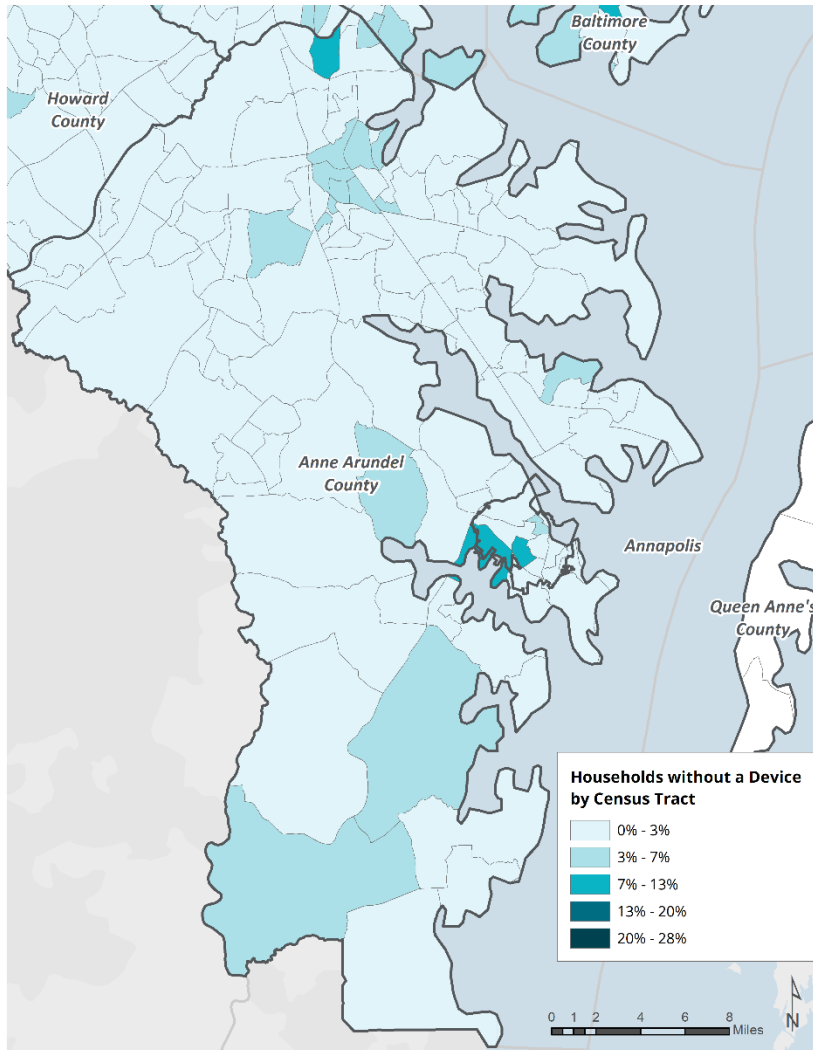 Baltimore
County
Howard
County
Anne Arundel
County
Annapolis
Queen Anne's
County
Households without a Device
by Census Tract
0% - 3%
3% - 7%
7% - 13%
13% - 20%
20% - 28%
0 1 2 4 6 8
Miles
N